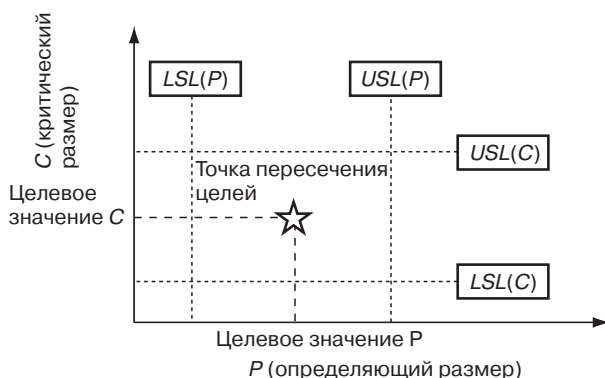 C (критический
размер)
LSL(P)
USL(P)
USL(C)
Точка пересечения
целей
Целевое
значение C
LSL(C)
Целевое значение P
P (определяющий размер)